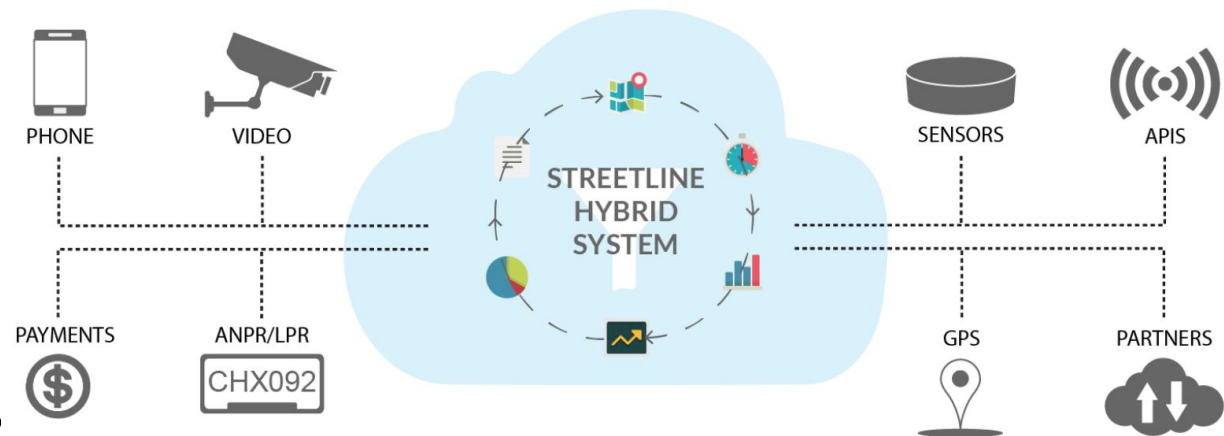 PHONE
VIDEO
SENSORS
APIS
STREETLINE
HYBRID
SYSTEM
PAYMENTS
ANPR/LPR
GPS
PARTNERS
$
CHX092